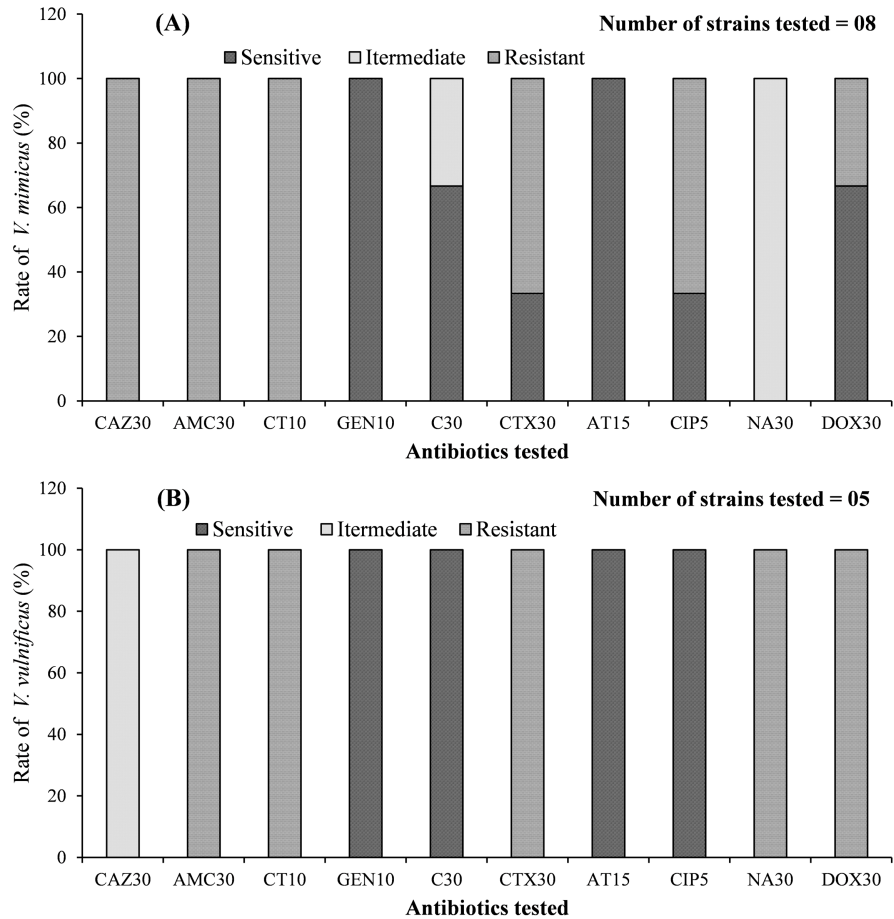 (A)
Number of strains tested = 08
Sensitive Itermediate Resistant
Rate of V. mimicus (%)
120
100
80
60
40
20
0
CAZ30 AMC30 CT10 GEN10 C30 CTX30 AT15 CIP5 NA30 DOX30
Antibiotics tested
(B)
Number of strains tested = 05
Sensitive Itermediate Resistant
Rate of V. vulnificus (%)
120
100
80
60
40
20
0
CAZ30 AMC30 CT10 GEN10 C30 CTX30 AT15 CIP5 NA30 DOX30
Antibiotics tested